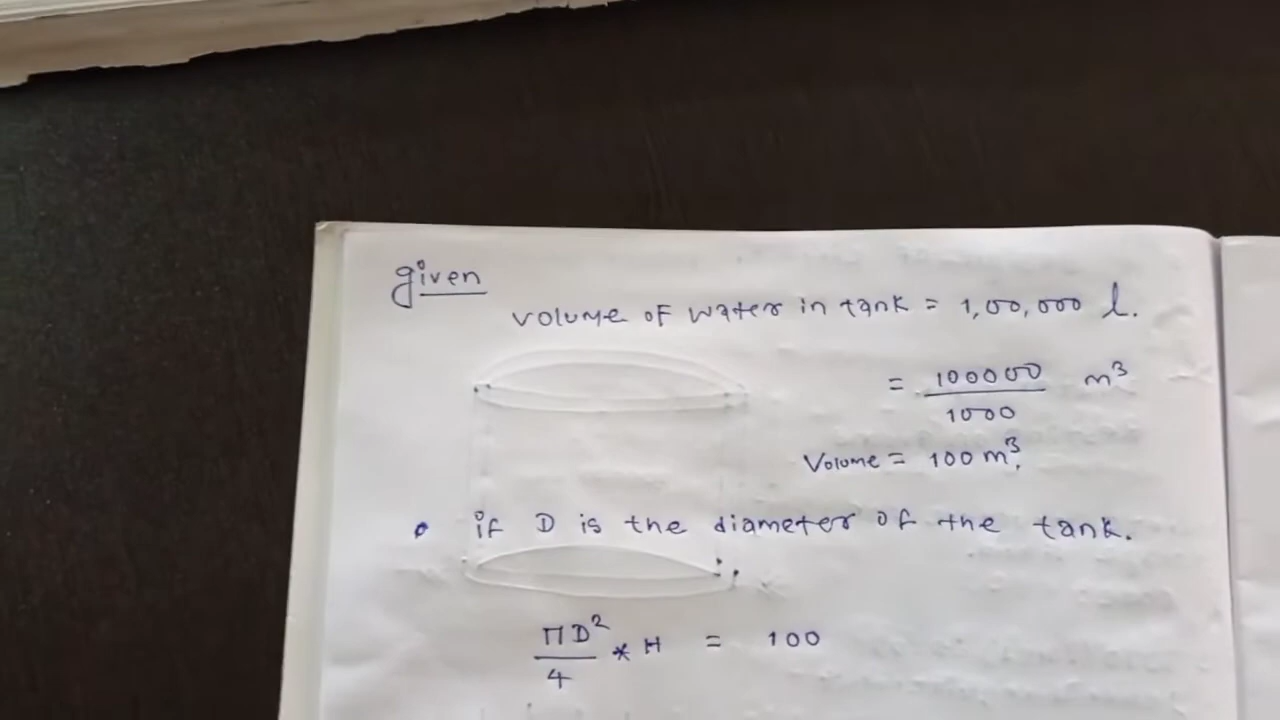 given
volume of water in tank = 1,00,000 l.
= 100000/1000 m³
Volume = 100 m³.
• if D is the diameter of the tank.
ΠD²/4 * H = 100